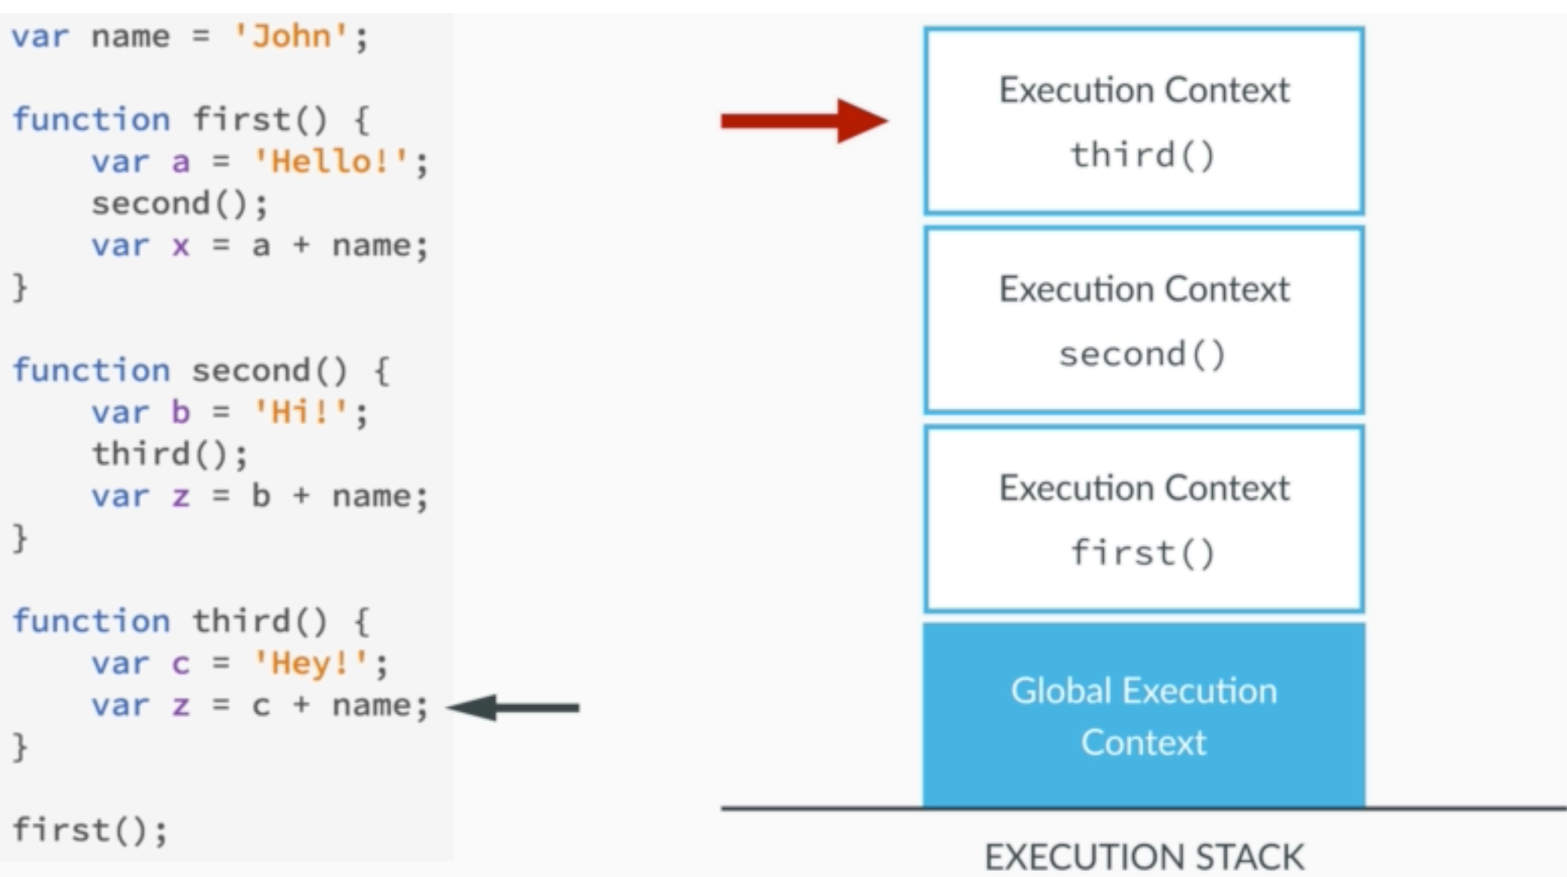 var name = 'John';
function first() {
    var a = 'Hello!';
    second();
    var x = a + name;
}
function second() {
    var b = 'Hi!';
    third();
    var z = b + name;
}
function third() {
    var c = 'Hey!';
    var z = c + name;
}
first();
Execution Context
third()
Execution Context
second()
Execution Context
first()
Global Execution
Context
EXECUTION STACK